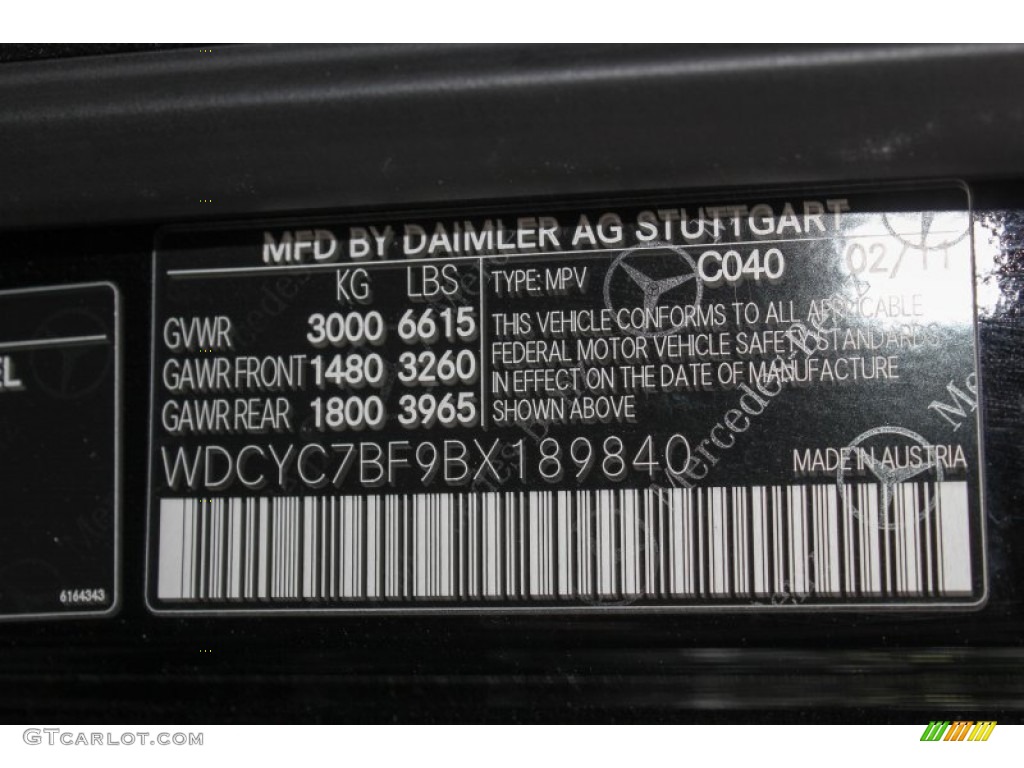 MFD BY DAIMLER AG STUTTGART
KG LBS
GVWR 3000 6615
GAWR FRONT 1480 3260
GAWR REAR 1800 3965
TYPE: MPV C040 02/11
THIS VEHICLE CONFORMS TO ALL APPLICABLE
FEDERAL MOTOR VEHICLE SAFETY STANDARDS
IN EFFECT ON THE DATE OF MANUFACTURE
SHOWN ABOVE
WDCYC7BF9BX189840
MADE IN AUSTRIA
EL
6164343
GTCarlot.com